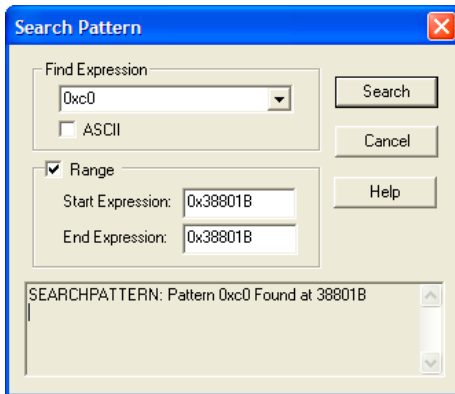 Search Pattern
Find Expression
0xc0
Search
ASCII
Cancel
Range
Help
Start Expression: 0x38801B
End Expression: 0x38801B
SEARCHPATTERN: Pattern 0xc0 Found at 38801B